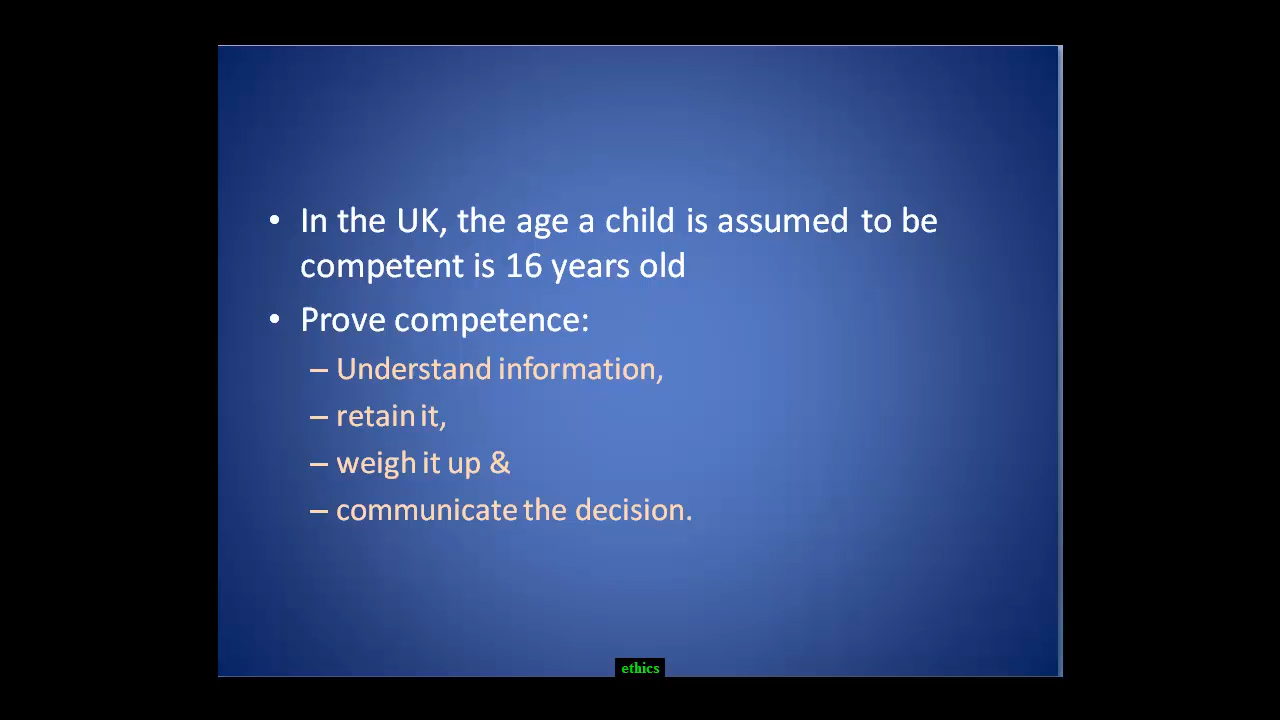 • In the UK, the age a child is assumed to be
competent is 16 years old
• Prove competence:
– Understand information,
– retain it,
– weigh it up &
– communicate the decision.
ethics